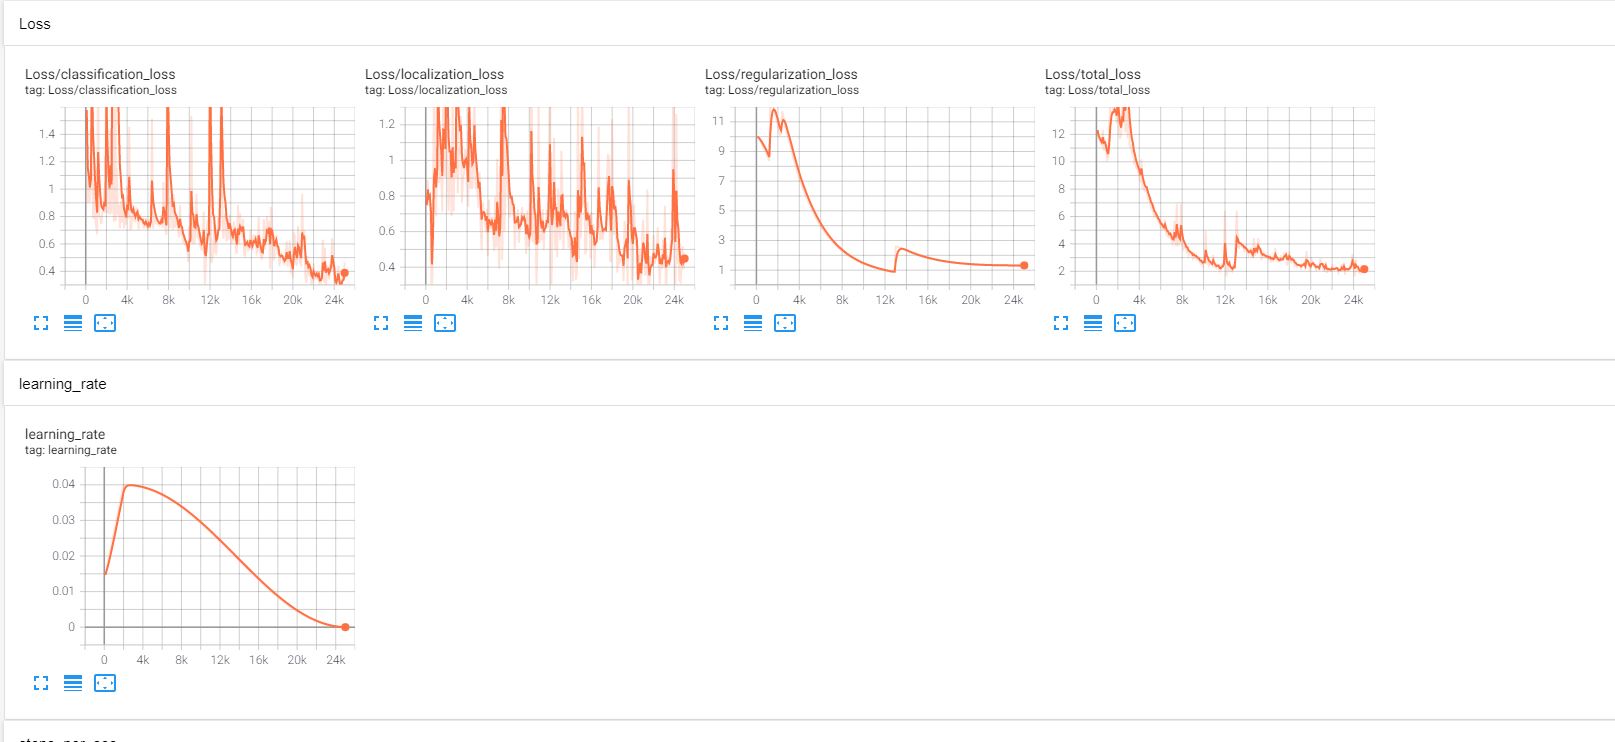 Loss
Loss/classification_loss
tag: Loss/classification_loss
1.4
1.2
1
0.8
0.6
0.4
0 4k 8k 12k 16k 20k 24k
Loss/localization_loss
tag: Loss/localization_loss
1.2
1
0.8
0.6
0.4
0 4k 8k 12k 16k 20k 24k
Loss/regularization_loss
tag: Loss/regularization_loss
11
9
7
5
3
1
0 4k 8k 12k 16k 20k 24k
Loss/total_loss
tag: Loss/total_loss
12
10
8
6
4
2
0 4k 8k 12k 16k 20k 24k
learning_rate
learning_rate
tag: learning_rate
0.04
0.03
0.02
0.01
0
0 4k 8k 12k 16k 20k 24k